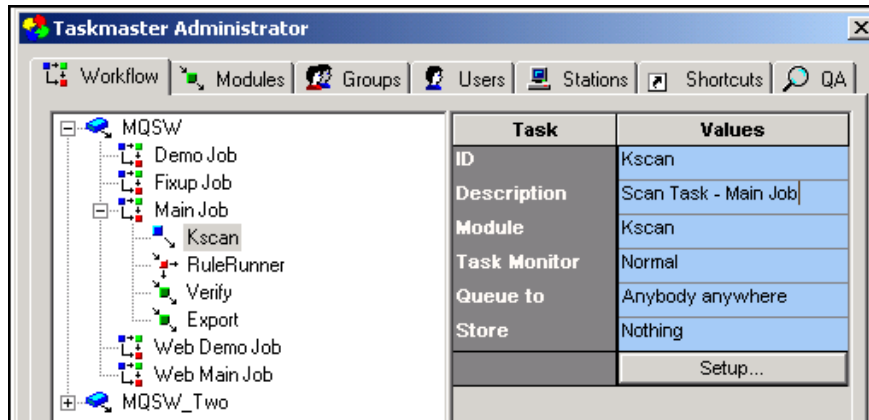 Taskmaster Administrator
Workflow Modules Groups Users Stations Shortcuts QA
MQSW
Demo Job
Fixup Job
Main Job
Kscan
RuleRunner
Verify
Export
Web Demo Job
Web Main Job
MQSW_Two
Task Values
ID Kscan
Description Scan Task - Main Job
Module Kscan
Task Monitor Normal
Queue to Anybody anywhere
Store Nothing
Setup...